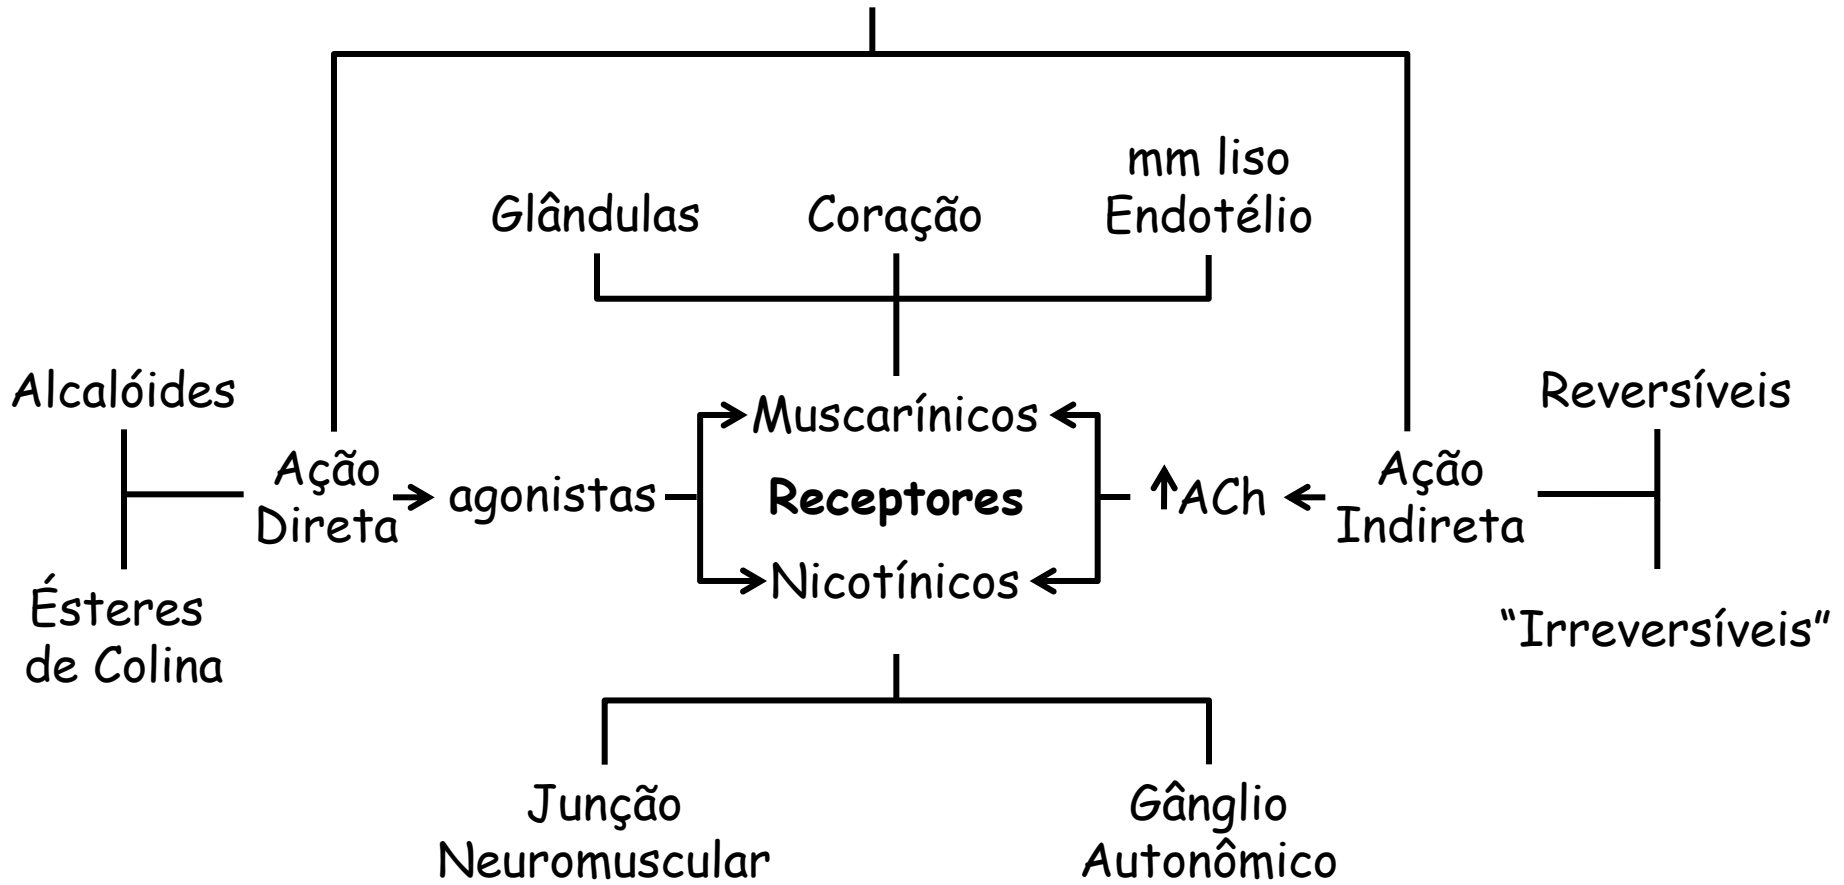 mm liso
Glândulas
Coração
Endotélio
Alcalóides
Reversíveis
Muscarínicos
Ação
Direta
agonistas
Receptores
↑ACh
Ação
Indireta
Nicotínicos
Ésteres
de Colina
“Irreversíveis”
Junção
Neuromuscular
Gânglio
Autonômico